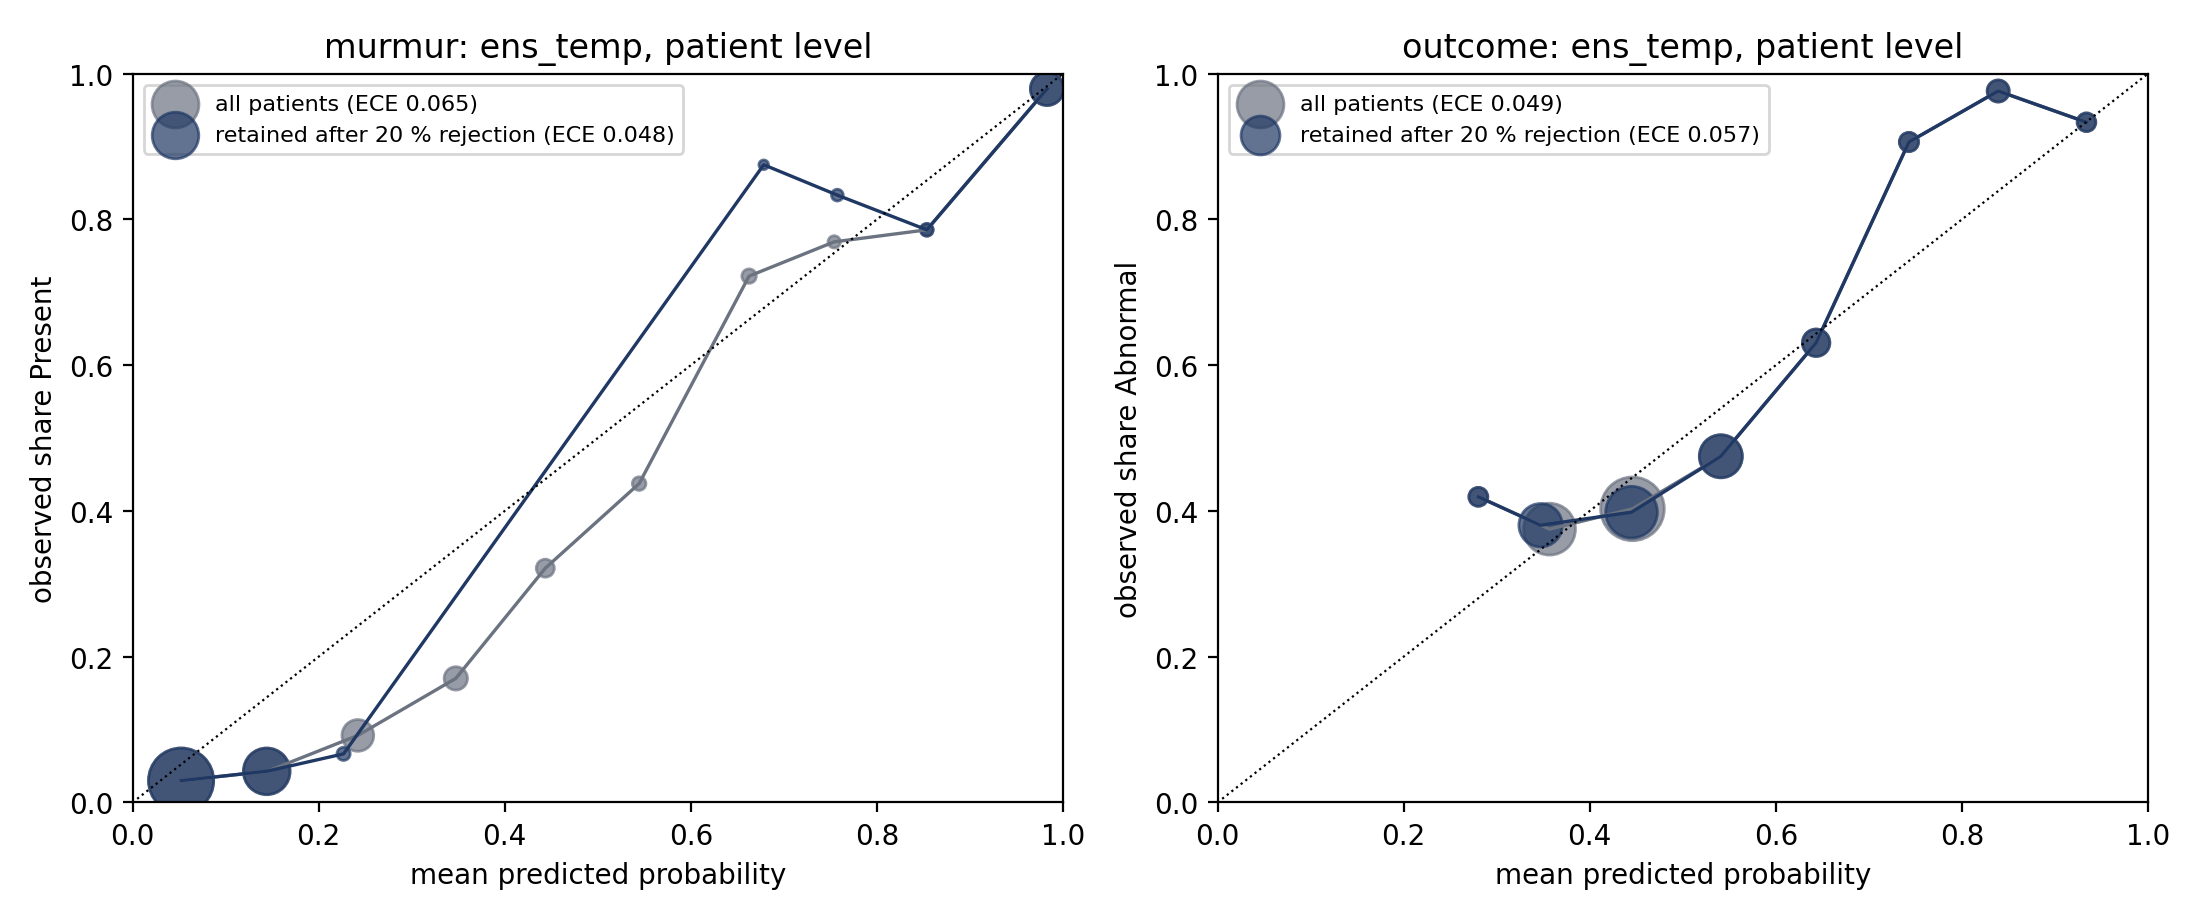 murmur: ens_temp, patient level
all patients (ECE 0.065)
retained after 20 % rejection (ECE 0.048)
observed share Present
1.0
0.8
0.6
0.4
0.2
0.0
0.0 0.2 0.4 0.6 0.8 1.0
mean predicted probability
outcome: ens_temp, patient level
all patients (ECE 0.049)
retained after 20 % rejection (ECE 0.057)
observed share Abnormal
1.0
0.8
0.6
0.4
0.2
0.0
0.0 0.2 0.4 0.6 0.8 1.0
mean predicted probability